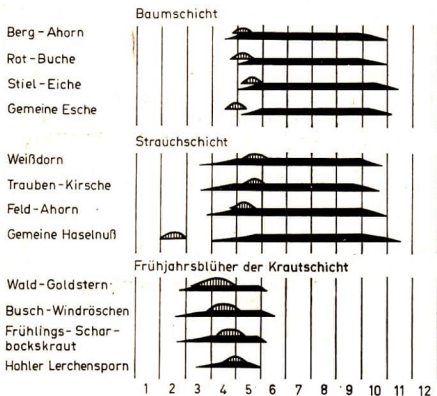 Baumschicht
Berg-Ahorn
Rot-Buche
Stiel-Eiche
Gemeine Esche
Strauchschicht
Weißdorn
Trauben-Kirsche
Feld-Ahorn
Gemeine Haselnuß
Frühjahrsblüher der Krautschicht
Wald-Goldstern
Busch-Windröschen
Frühlings-Schar-
bockskraut
Hohler Lerchensporn
1 2 3 4 5 6 7 8 9 10 11 12